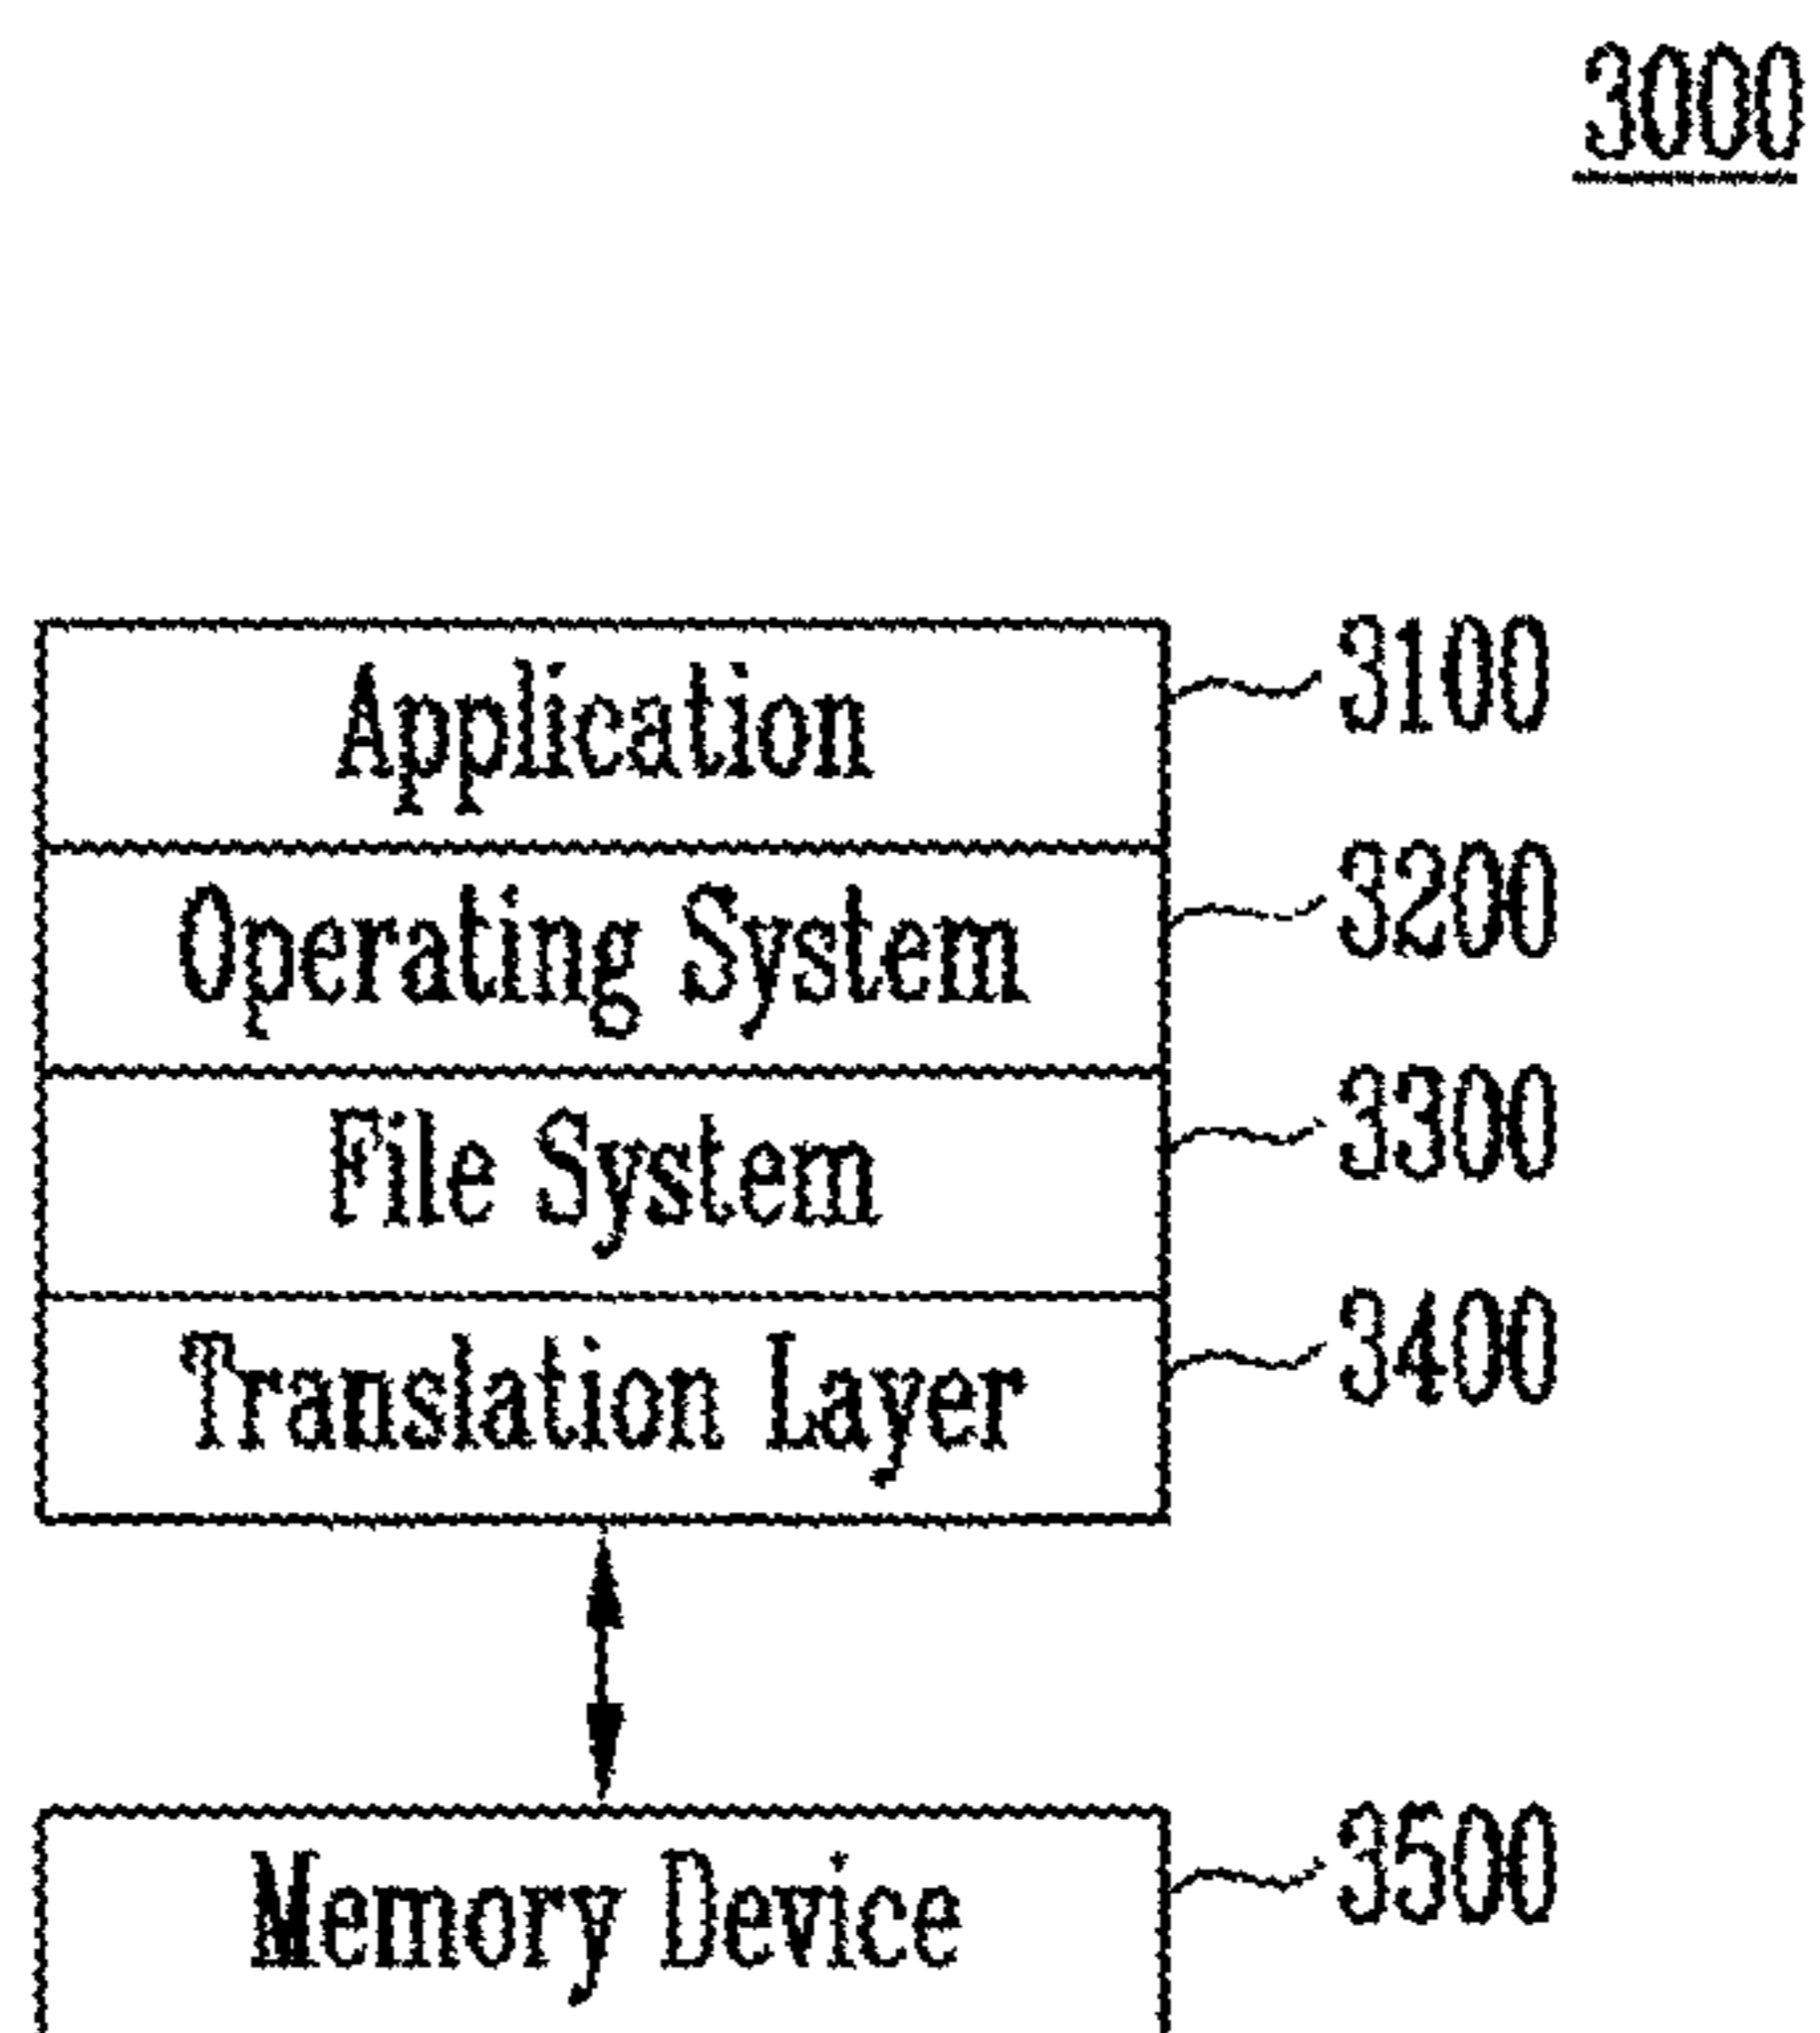 3000
Application 3100
Operating System 3200
File System 3300
Translation Layer 3400
Memory Device 3500